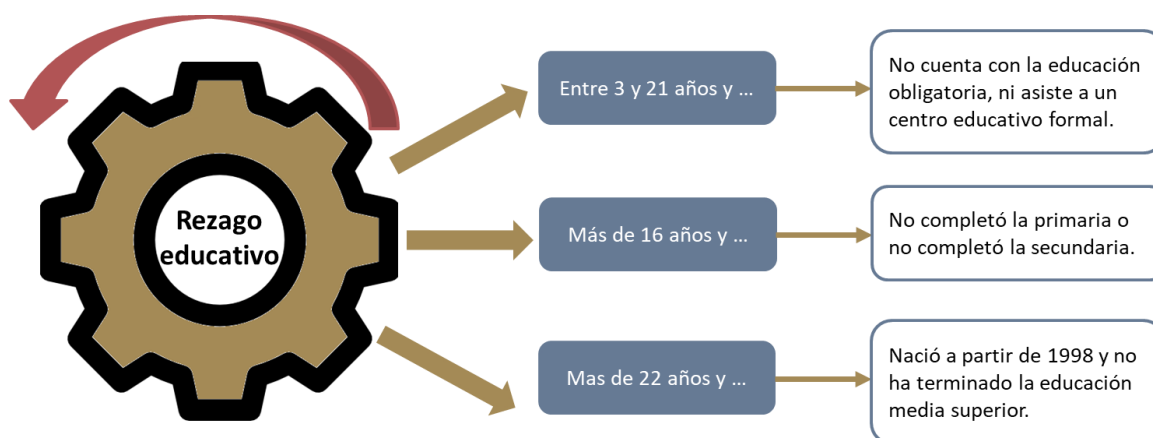 Rezago
educativo
Entre 3 y 21 años y ...
No cuenta con la educación
obligatoria, ni asiste a un
centro educativo formal.
Más de 16 años y ...
No completó la primaria o
no completó la secundaria.
Mas de 22 años y ...
Nació a partir de 1998 y no
ha terminado la educación
media superior.